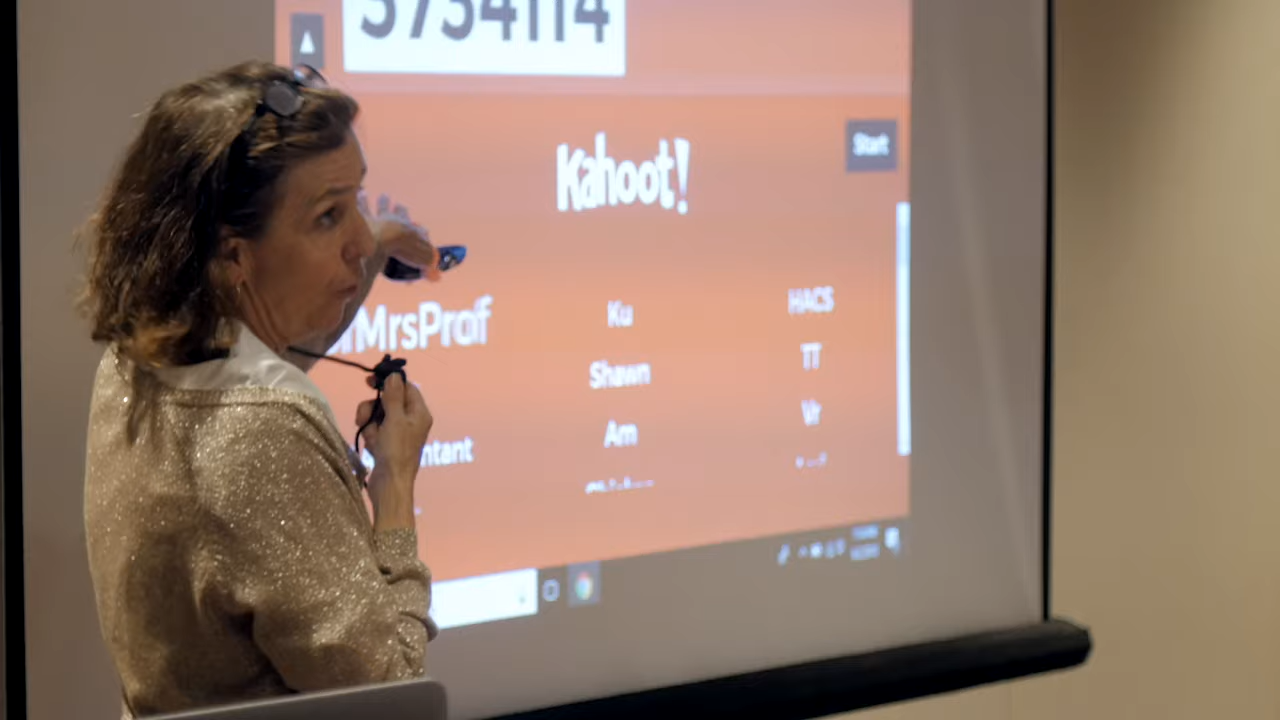 5734114
Kahoot!
Start
MrsProf
Ku
HACS
Shawn
TT
Am
Vr
ntant